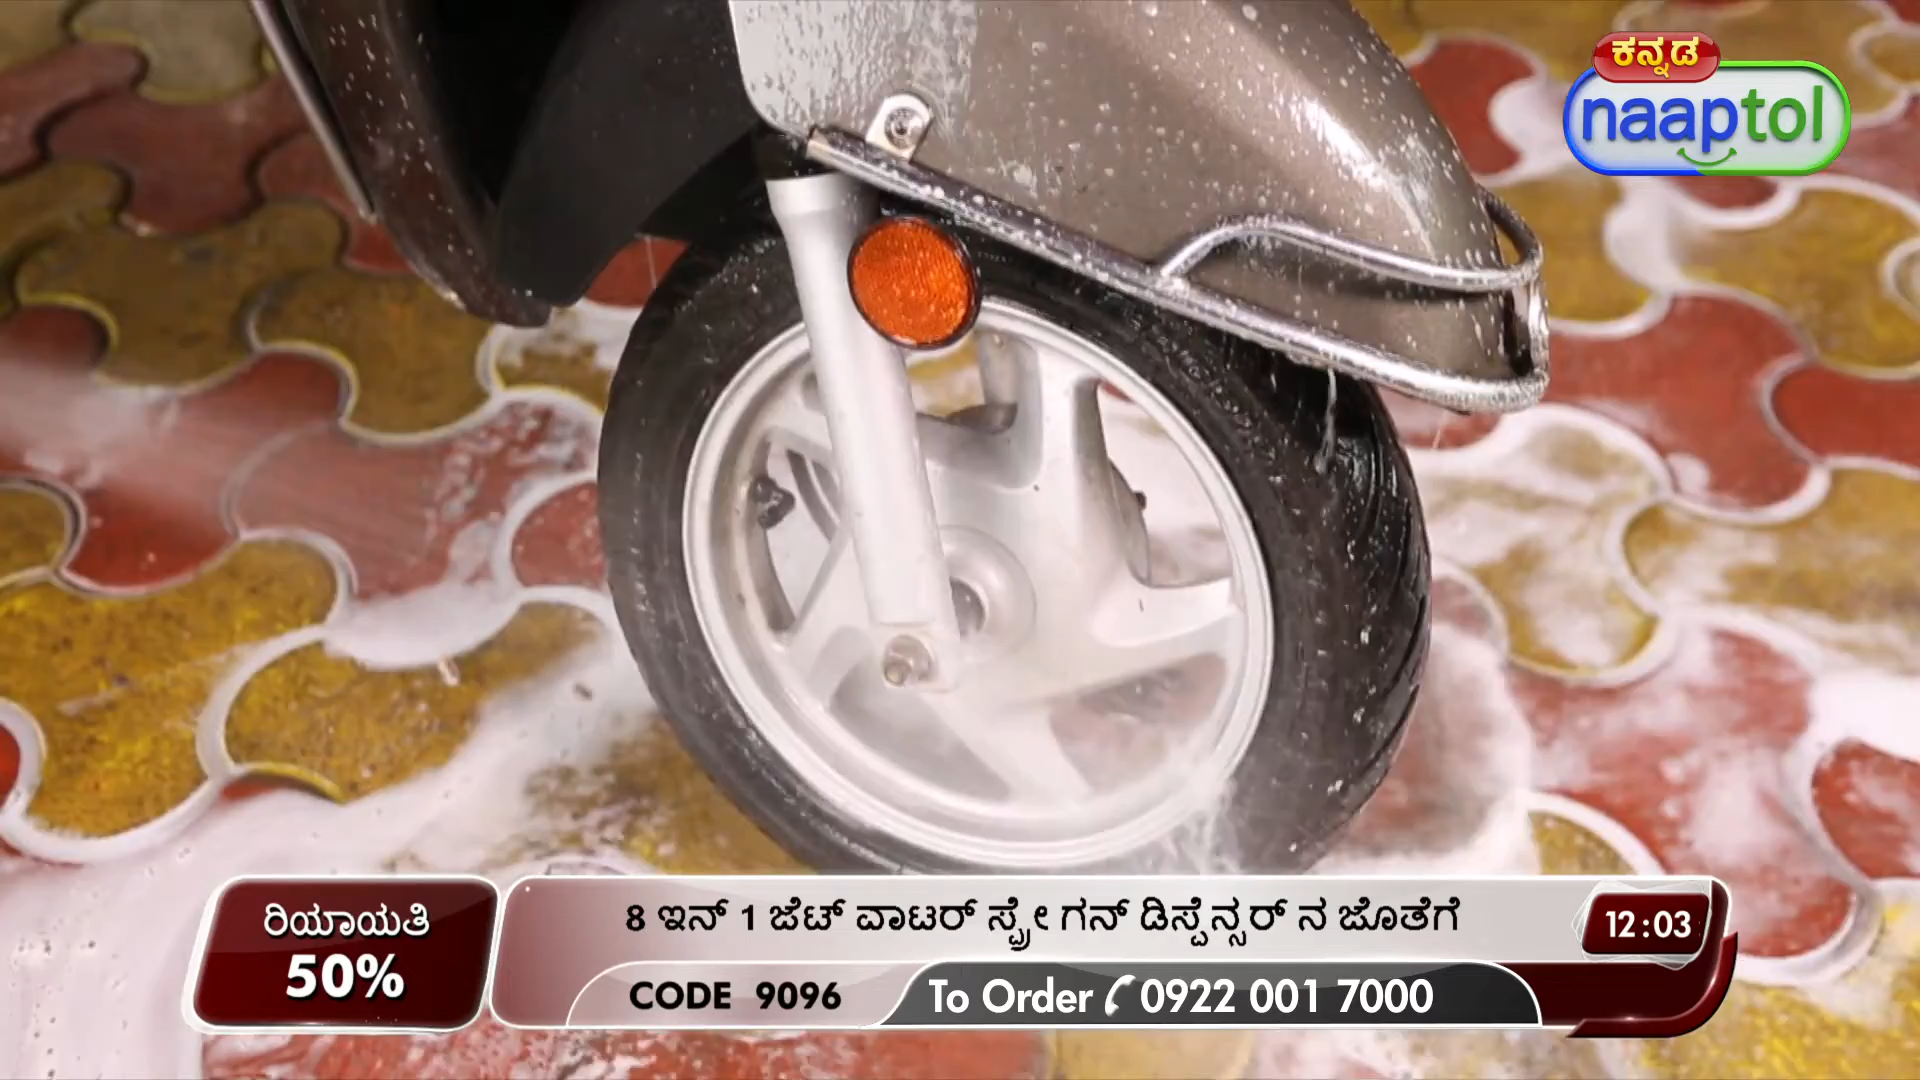 ಕನ್ನಡ
naaptol
ರಿಯಾಯತಿ
50%
8 ಇನ್ 1 ಜೆಟ್ ವಾಟರ್ ಸ್ಪ್ರೇ ಗನ್ ಡಿಸ್ಪೆನ್ಸರ್ ನ ಜೊತೆಗೆ
12:03
CODE 9096
To Order 0922 001 7000